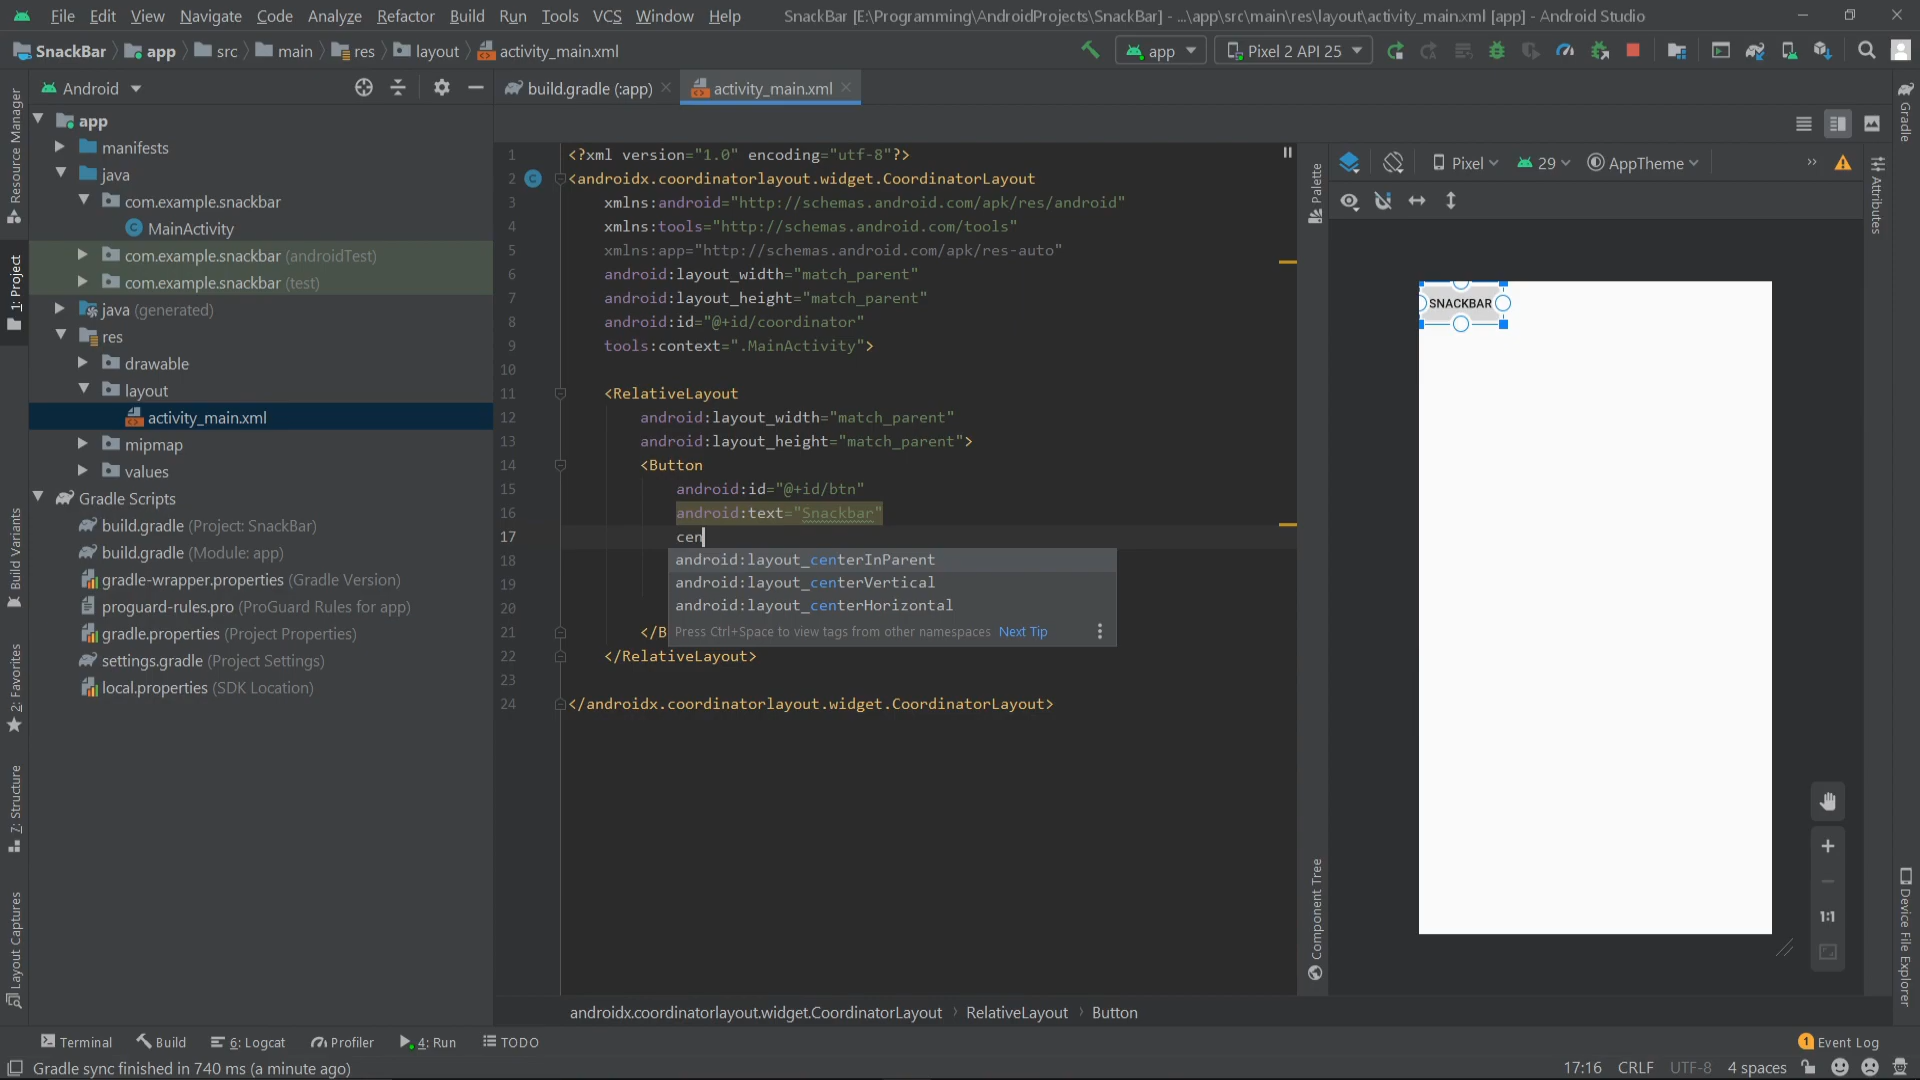 File Edit View Navigate Code Analyze Refactor Build Run Tools VCS Window Help SnackBar [E:\Programming\AndroidProjects\SnackBar] - ...\app\src\main\res\layout\activity_main.xml [app] - Android Studio
SnackBar app src main res layout activity_main.xml app Pixel 2 API 25
Android build.gradle (:app) activity_main.xml
app
manifests
java
com.example.snackbar
MainActivity
com.example.snackbar (androidTest)
com.example.snackbar (test)
java (generated)
res
drawable
layout
activity_main.xml
mipmap
values
Gradle Scripts
build.gradle (Project: SnackBar)
build.gradle (Module: app)
gradle-wrapper.properties (Gradle Version)
proguard-rules.pro (ProGuard Rules for app)
gradle.properties (Project Properties)
settings.gradle (Project Settings)
local.properties (SDK Location)
Resource Manager
1: Project
Build Variants
2: Favorites
7: Structure
Layout Captures
1 <?xml version="1.0" encoding="utf-8"?>
2 <androidx.coordinatorlayout.widget.CoordinatorLayout
3 xmlns:android="http://schemas.android.com/apk/res/android"
4 xmlns:tools="http://schemas.android.com/tools"
5 xmlns:app="http://schemas.android.com/apk/res-auto"
6 android:layout_width="match_parent"
7 android:layout_height="match_parent"
8 android:id="@+id/coordinator"
9 tools:context=".MainActivity">
10
11 <RelativeLayout
12 android:layout_width="match_parent"
13 android:layout_height="match_parent">
14 <Button
15 android:id="@+id/btn"
16 android:text="Snackbar"
17 cen
18 android:layout_centerInParent
19 android:layout_centerVertical
20 android:layout_centerHorizontal
21 </B Press Ctrl+Space to view tags from other namespaces Next Tip
22 </RelativeLayout>
23
24 </androidx.coordinatorlayout.widget.CoordinatorLayout>
Palette
Component Tree
Pixel 29 AppTheme
SNACKBAR
1:1
Gradle
Attributes
Device File Explorer
androidx.coordinatorlayout.widget.CoordinatorLayout RelativeLayout Button
Terminal Build 6: Logcat Profiler 4: Run TODO 1 Event Log
Gradle sync finished in 740 ms (a minute ago) 17:16 CRLF UTF-8 4 spaces